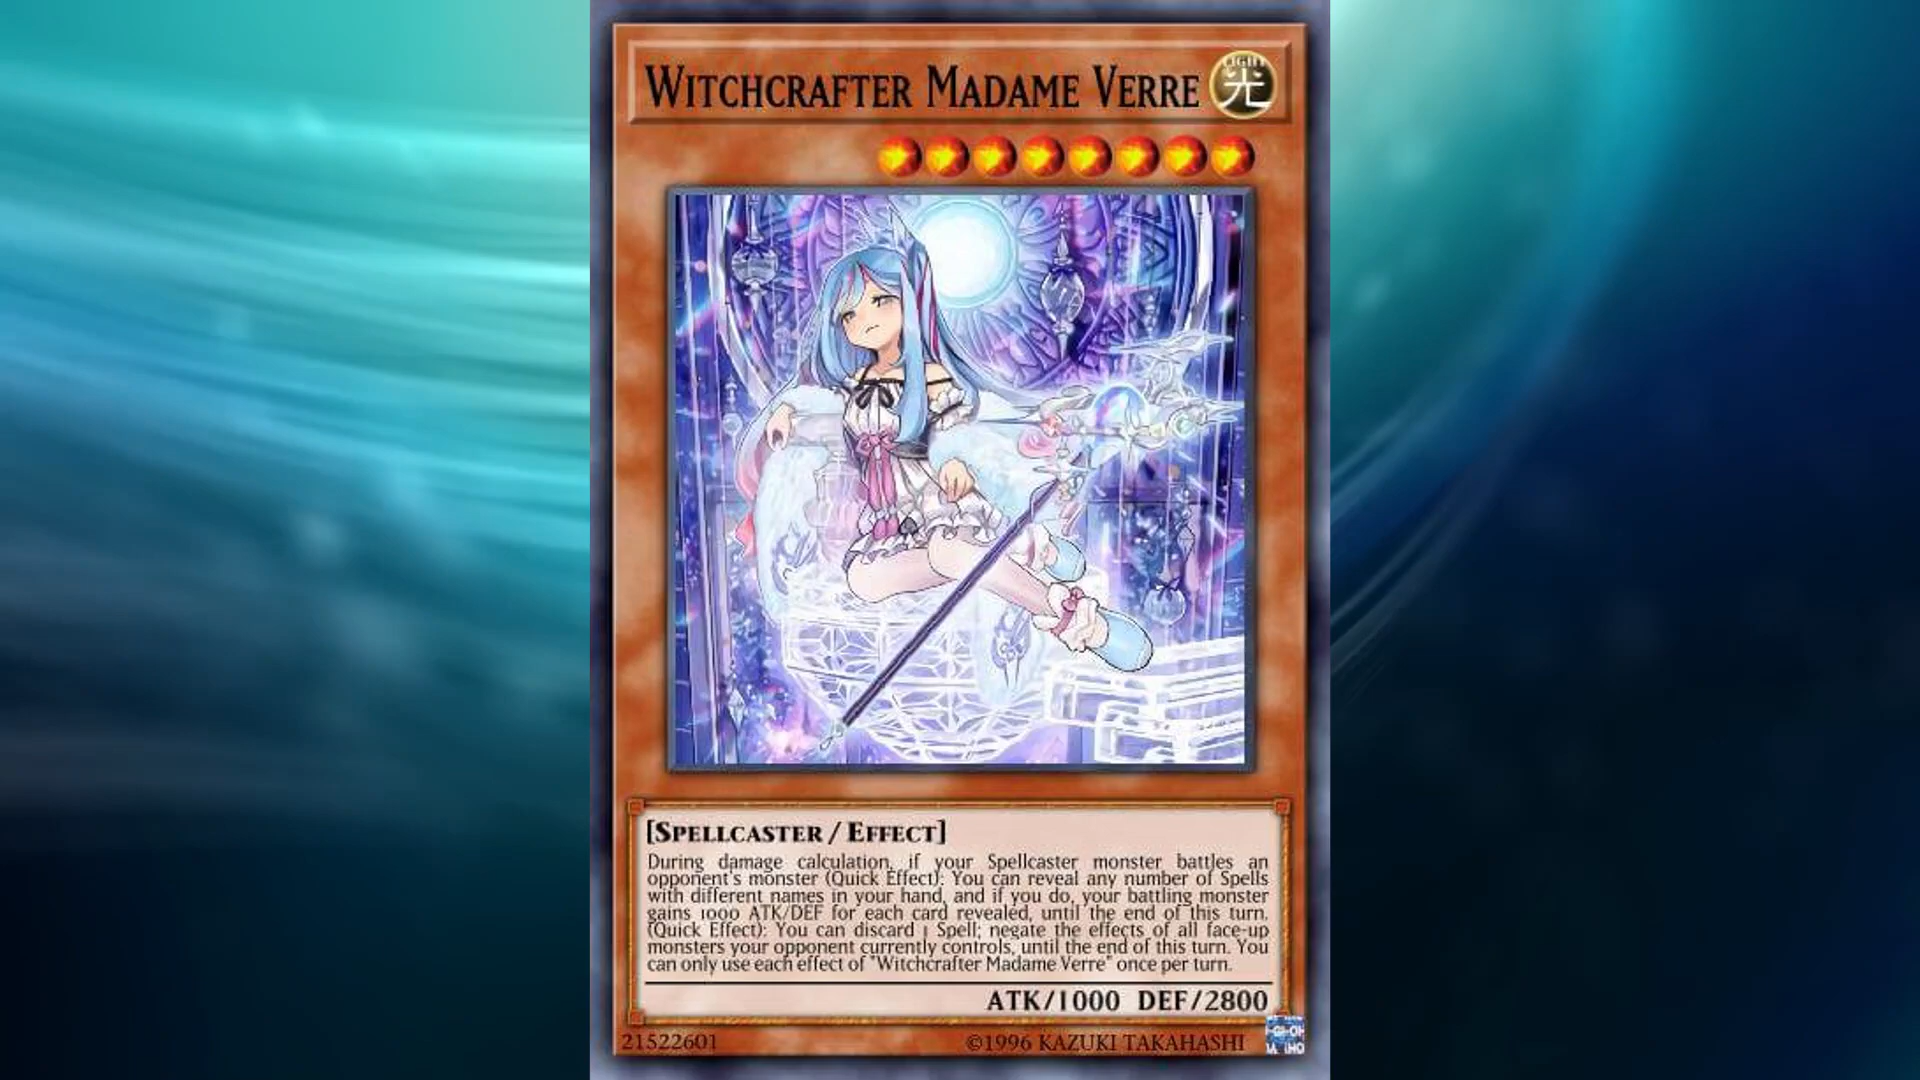 Witchcrafter Madame Verre
LIGHT
光
[Spellcaster / Effect]
During damage calculation, if your Spellcaster monster battles an
opponent's monster (Quick Effect): You can reveal any number of Spells
with different names in your hand, and if you do, your battling monster
gains 1000 ATK/DEF for each card revealed, until the end of this turn.
(Quick Effect): You can discard 1 Spell; negate the effects of all face-up
monsters your opponent currently controls, until the end of this turn. You
can only use each effect of "Witchcrafter Madame Verre" once per turn.
ATK/1000 DEF/2800
21522601
©1996 KAZUKI TAKAHASHI